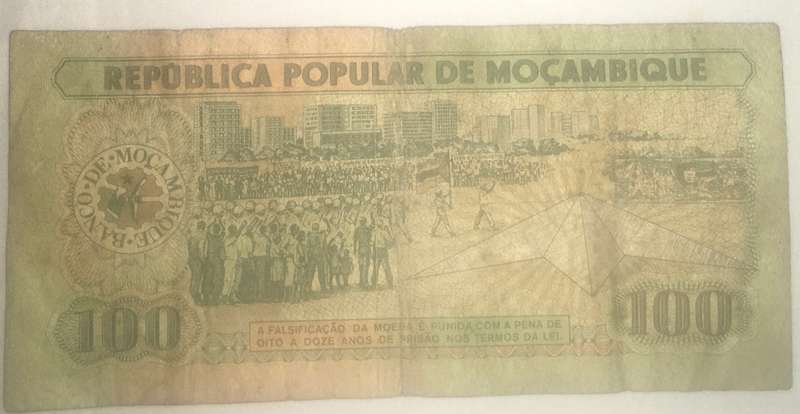 REPÚBLICA POPULAR DE MOÇAMBIQUE
BANCO·DE·MOÇAMBIQUE
100
A FALSIFICAÇÃO DA MOEDA É PUNIDA COM A PENA DE
OITO A DOZE ANOS DE PRISÃO NOS TERMOS DA LEI.
100